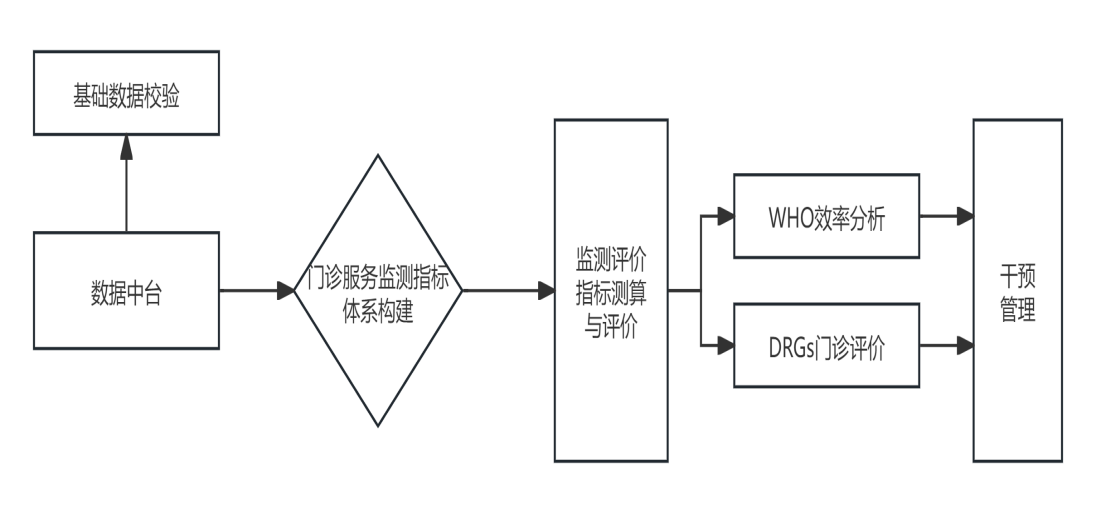 基础数据校验
数据中台
门诊服务监测指标
体系构建
监测评价
指标测算
与评价
WHO效率分析
DRGs门诊评价
干预
管理